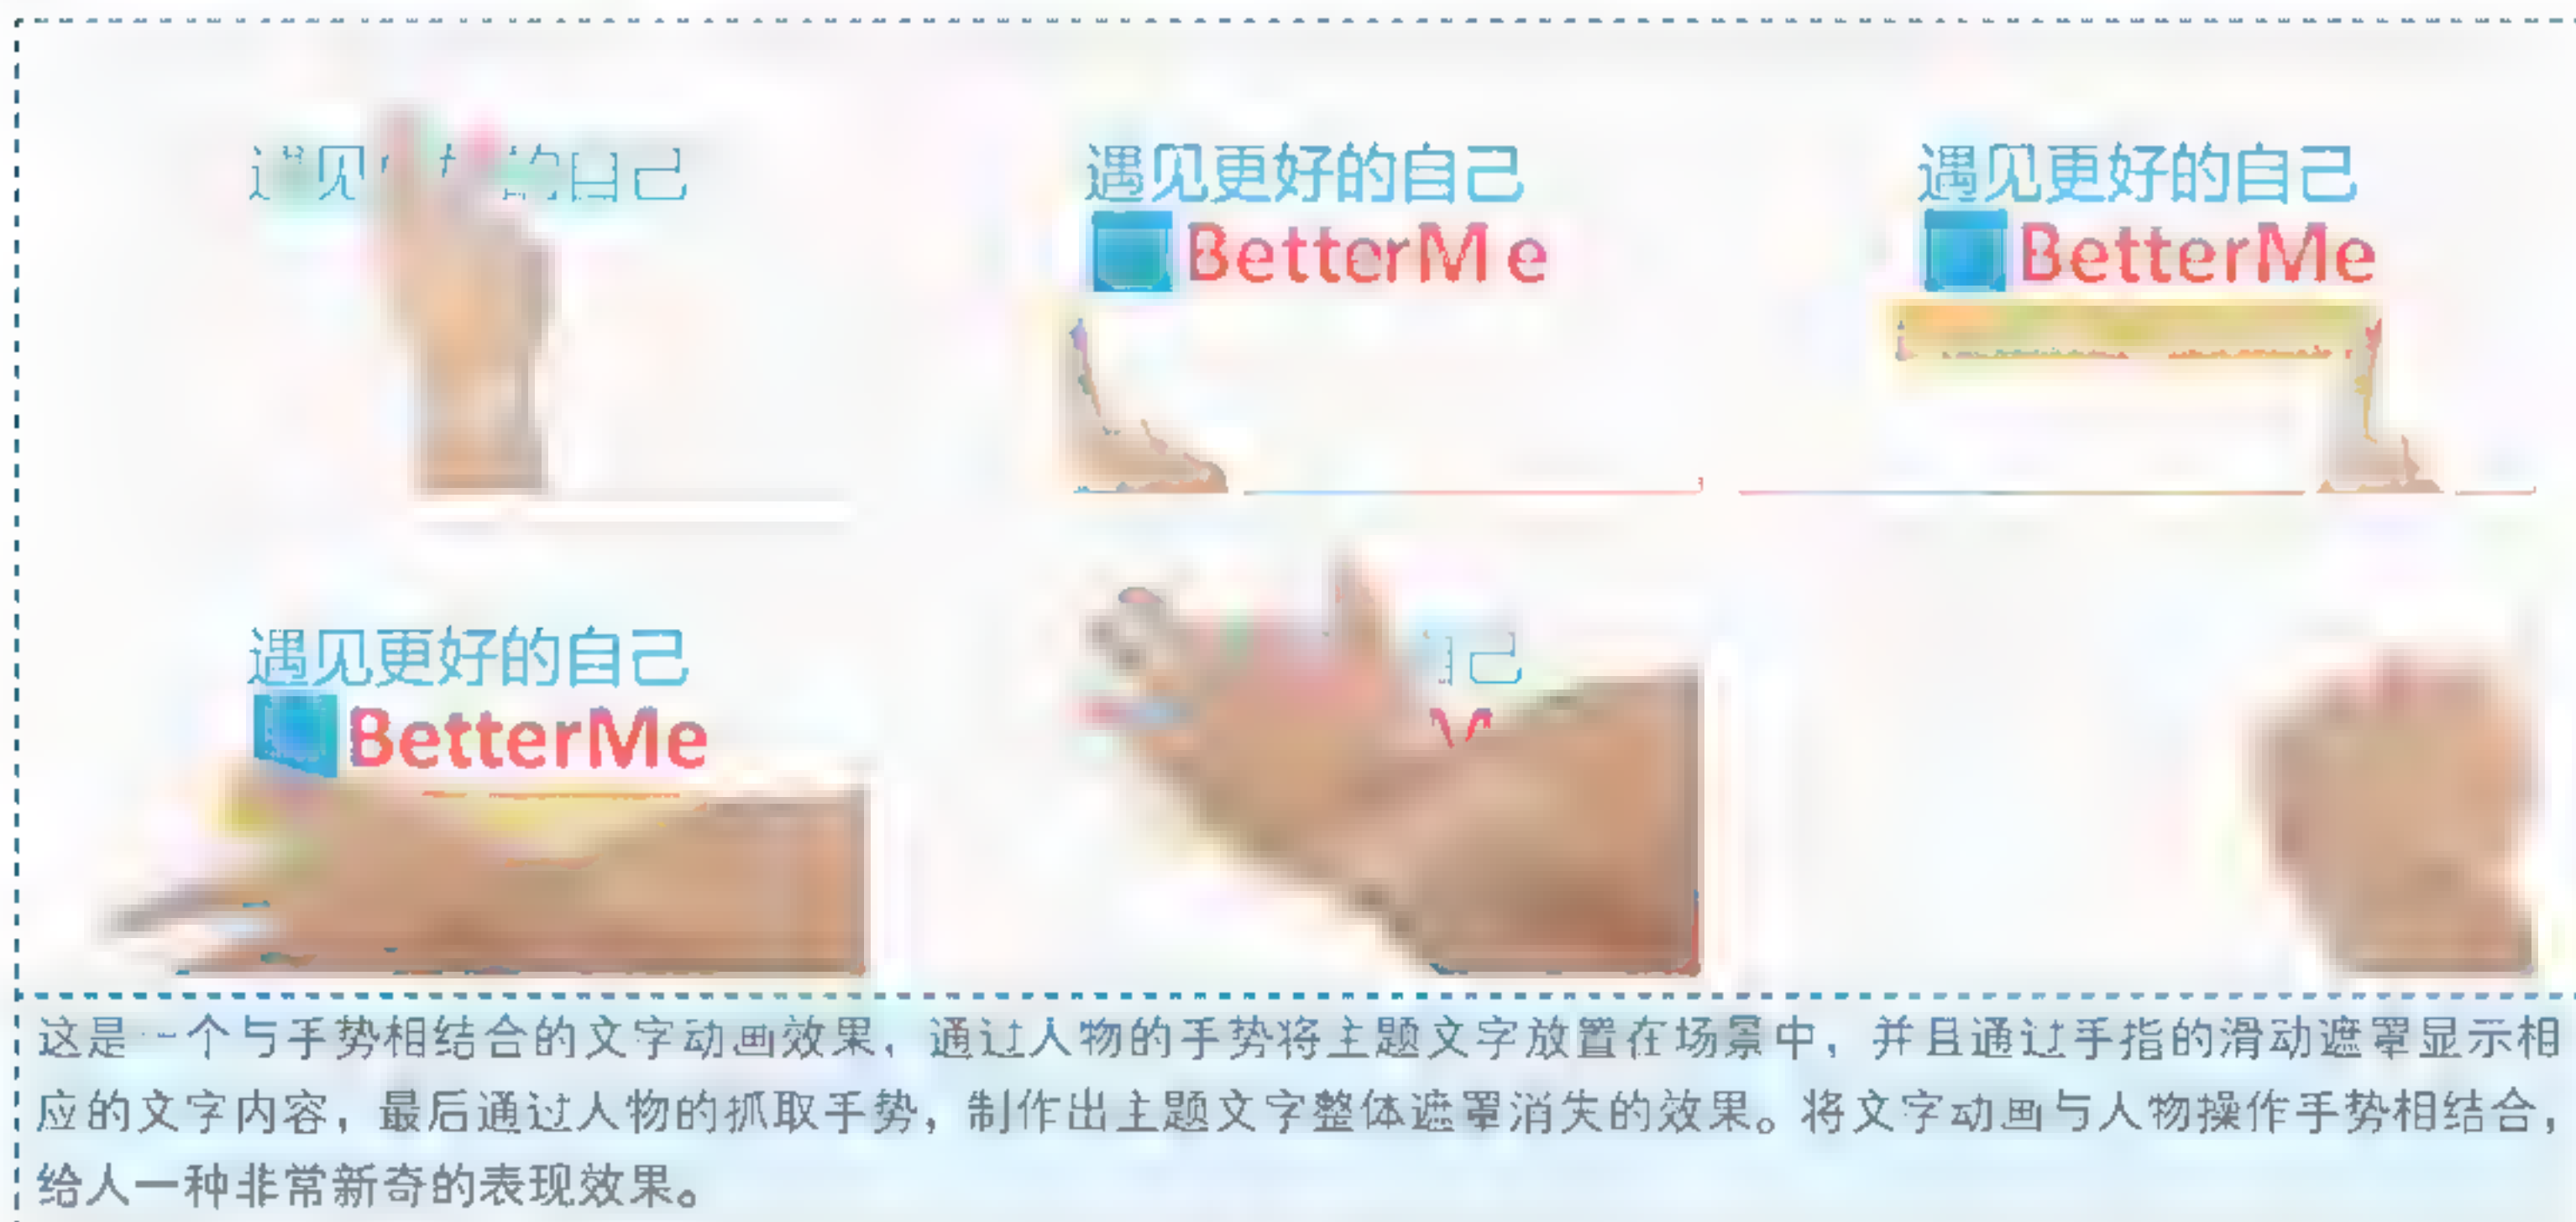 见 的自己
遇见更好的自己
BetterMe
遇见更好的自己
BetterMe
遇见更好的自己
BetterMe
己
这是一个与手势相结合的文字动画效果，通过人物的手势将主题文字放置在场景中，并且通过手指的滑动遮罩显示相
应的文字内容，最后通过人物的抓取手势，制作出主题文字整体遮罩消失的效果。将文字动画与人物操作手势相结合，
给人一种非常新奇的表现效果。